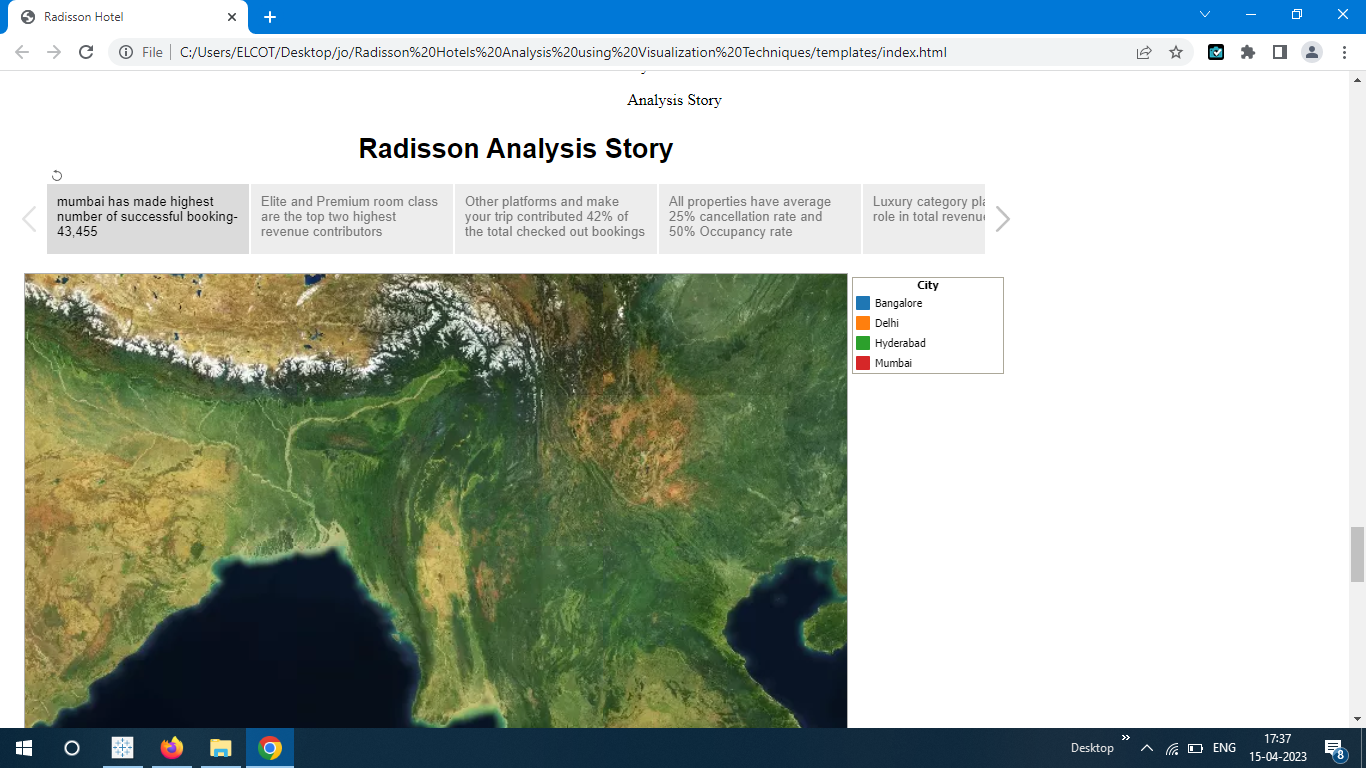 Radisson Hotel
File
C:/Users/ELCOT/Desktop/jo/Radisson%20Hotels%20Analysis%20using%20Visualization%20Techniques/templates/index.html
Analysis Story
Radisson Analysis Story
mumbai has made highest
number of successful booking-
43,455
Elite and Premium room class
are the top two highest
revenue contributors
Other platforms and make
your trip contributed 42% of
the total checked out bookings
All properties have average
25% cancellation rate and
50% Occupancy rate
Luxury category
role in total
City
Bangalore
Delhi
Hyderabad
Mumbai
Desktop
ENG
17:37
15-04-2023
8